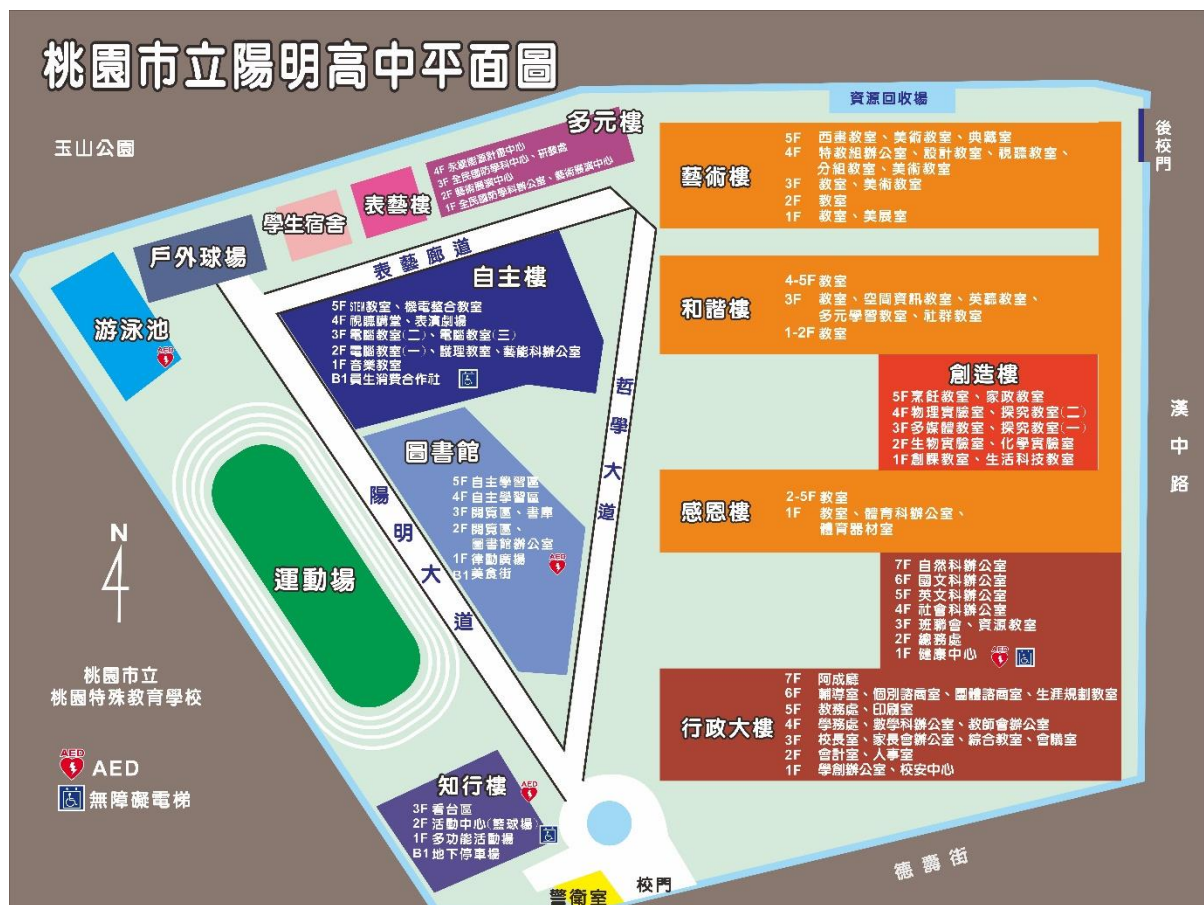 桃園市立陽明高中平面圖
玉山公園
資源回收場
後校門
漢中路
德壽街
多元樓
4F 永續能源計畫中心
3F 全民國防學科中心、研發處
2F 藝術展演中心
1F 全民國防學科辦公室、藝術展演中心
表藝樓
學生宿舍
戶外球場
游泳池
表藝廊道
自主樓
5F STEM教室、機電整合教室
4F 視聽講堂、表演劇場
3F 電腦教室(二)、電腦教室(三)
2F 電腦教室(一)、護理教室、藝能科辦公室
1F 音樂教室
B1 員生消費合作社
哲學大道
陽明大道
圖書館
5F 自主學習區
4F 自主學習區
3F 閱覽區、書庫
2F 閱覽區、
圖書館辦公室
1F 律動廣場
AED
B1 美食街
運動場
藝術樓
5F 西畫教室、美術教室、典藏室
4F 特教組辦公室、設計教室、視聽教室、
分組教室、美術教室
3F 教室、美術教室
2F 教室
1F 教室、美展室
和諧樓
4-5F 教室
3F 教室、空間資訊教室、英聽教室、
多元學習教室、社群教室
1-2F 教室
創造樓
5F 烹飪教室、家政教室
4F 物理實驗室、探究教室(二)
3F 多媒體教室、探究教室(一)
2F 生物實驗室、化學實驗室
1F 創課教室、生活科技教室
感恩樓
2-5F 教室
1F 教室、體育科辦公室、
體育器材室
7F 自然科辦公室
6F 國文科辦公室
5F 英文科辦公室
4F 社會科辦公室
3F 班聯會、資源教室
2F 總務處
1F 健康中心
AED
行政大樓
7F 阿成廳
6F 輔導室、個別諮商室、團體諮商室、生涯規劃教室
5F 教務處、印刷室
4F 學務處、數學科辦公室、教師會辦公室
3F 校長室、家長會辦公室、綜合教室、會議室
2F 會計室、人事室
1F 學創辦公室、校安中心
知行樓
AED
3F 看台區
2F 活動中心(籃球場)
1F 多功能活動場
B1 地下停車場
警衛室
校門
N
桃園市立
桃園特殊教育學校
AED
AED
無障礙電梯
AED